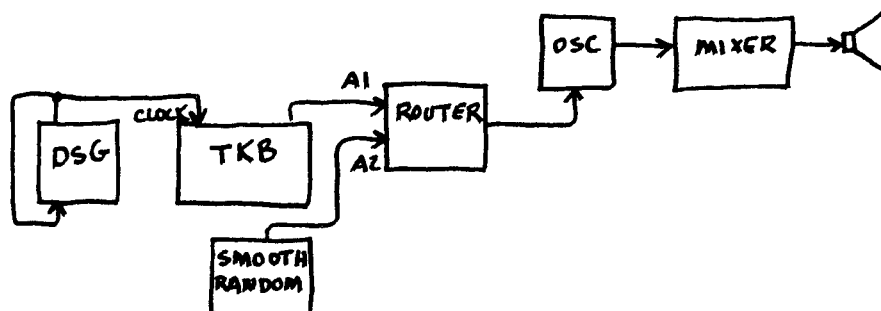 DSG
CLOCK
TKB
A1
A2
SMOOTH
RANDOM
ROUTER
OSC
MIXER